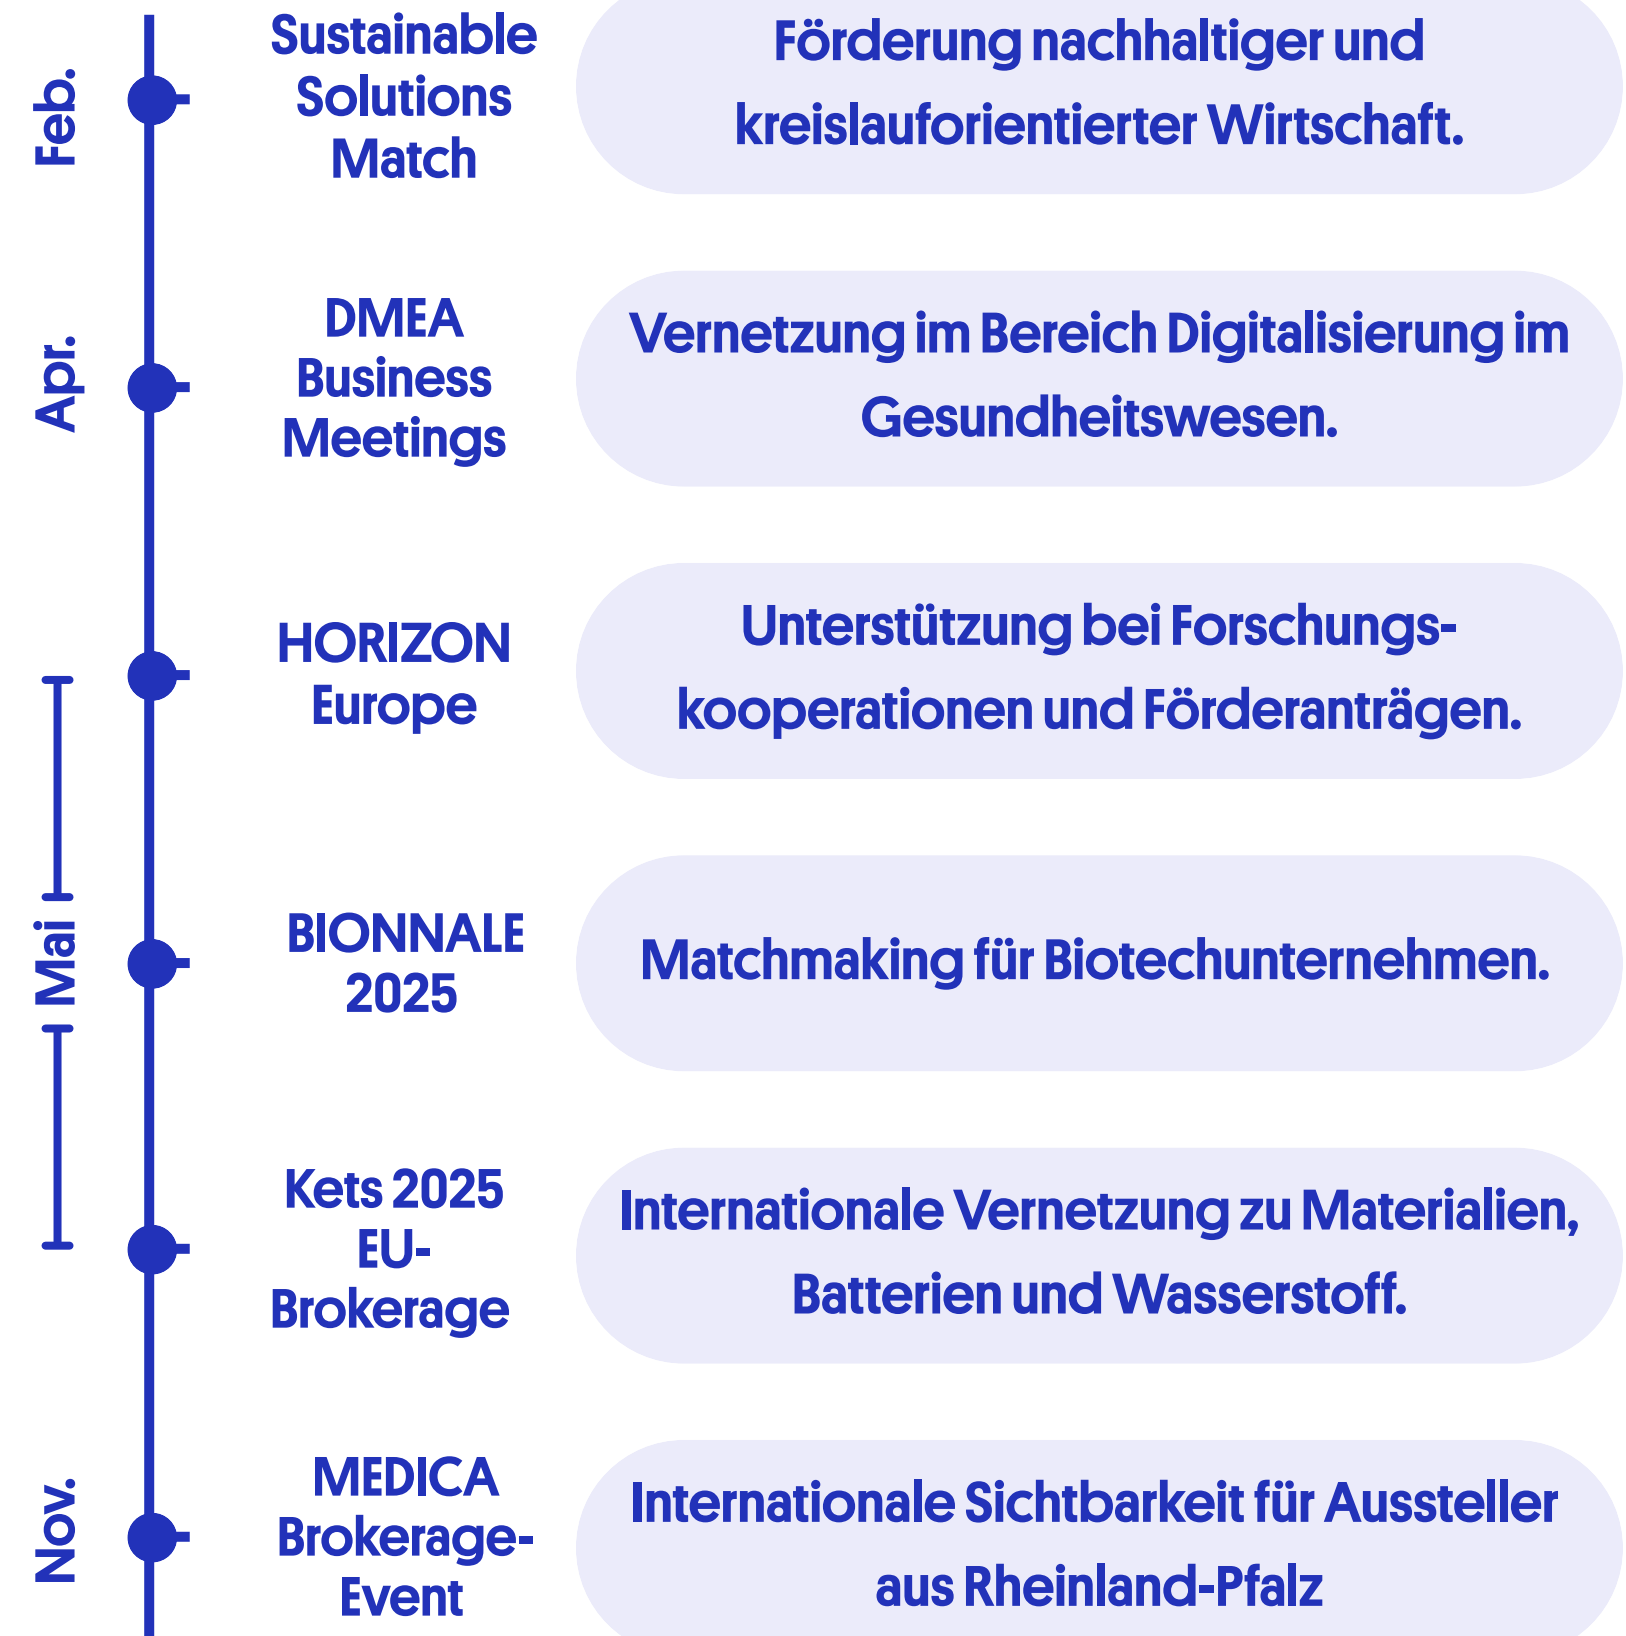 Feb.
Sustainable
Solutions
Match
Förderung nachhaltiger und
kreislauforientierter Wirtschaft.
Apr.
DMEA
Business
Meetings
Vernetzung im Bereich Digitalisierung im
Gesundheitswesen.
HORIZON
Europe
Unterstützung bei Forschungs-
kooperationen und Förderanträgen.
Mai
BIONNALE
2025
Matchmaking für Biotechunternehmen.
Kets 2025
EU-
Brokerage
Internationale Vernetzung zu Materialien,
Batterien und Wasserstoff.
Nov.
MEDICA
Brokerage-
Event
Internationale Sichtbarkeit für Aussteller
aus Rheinland-Pfalz